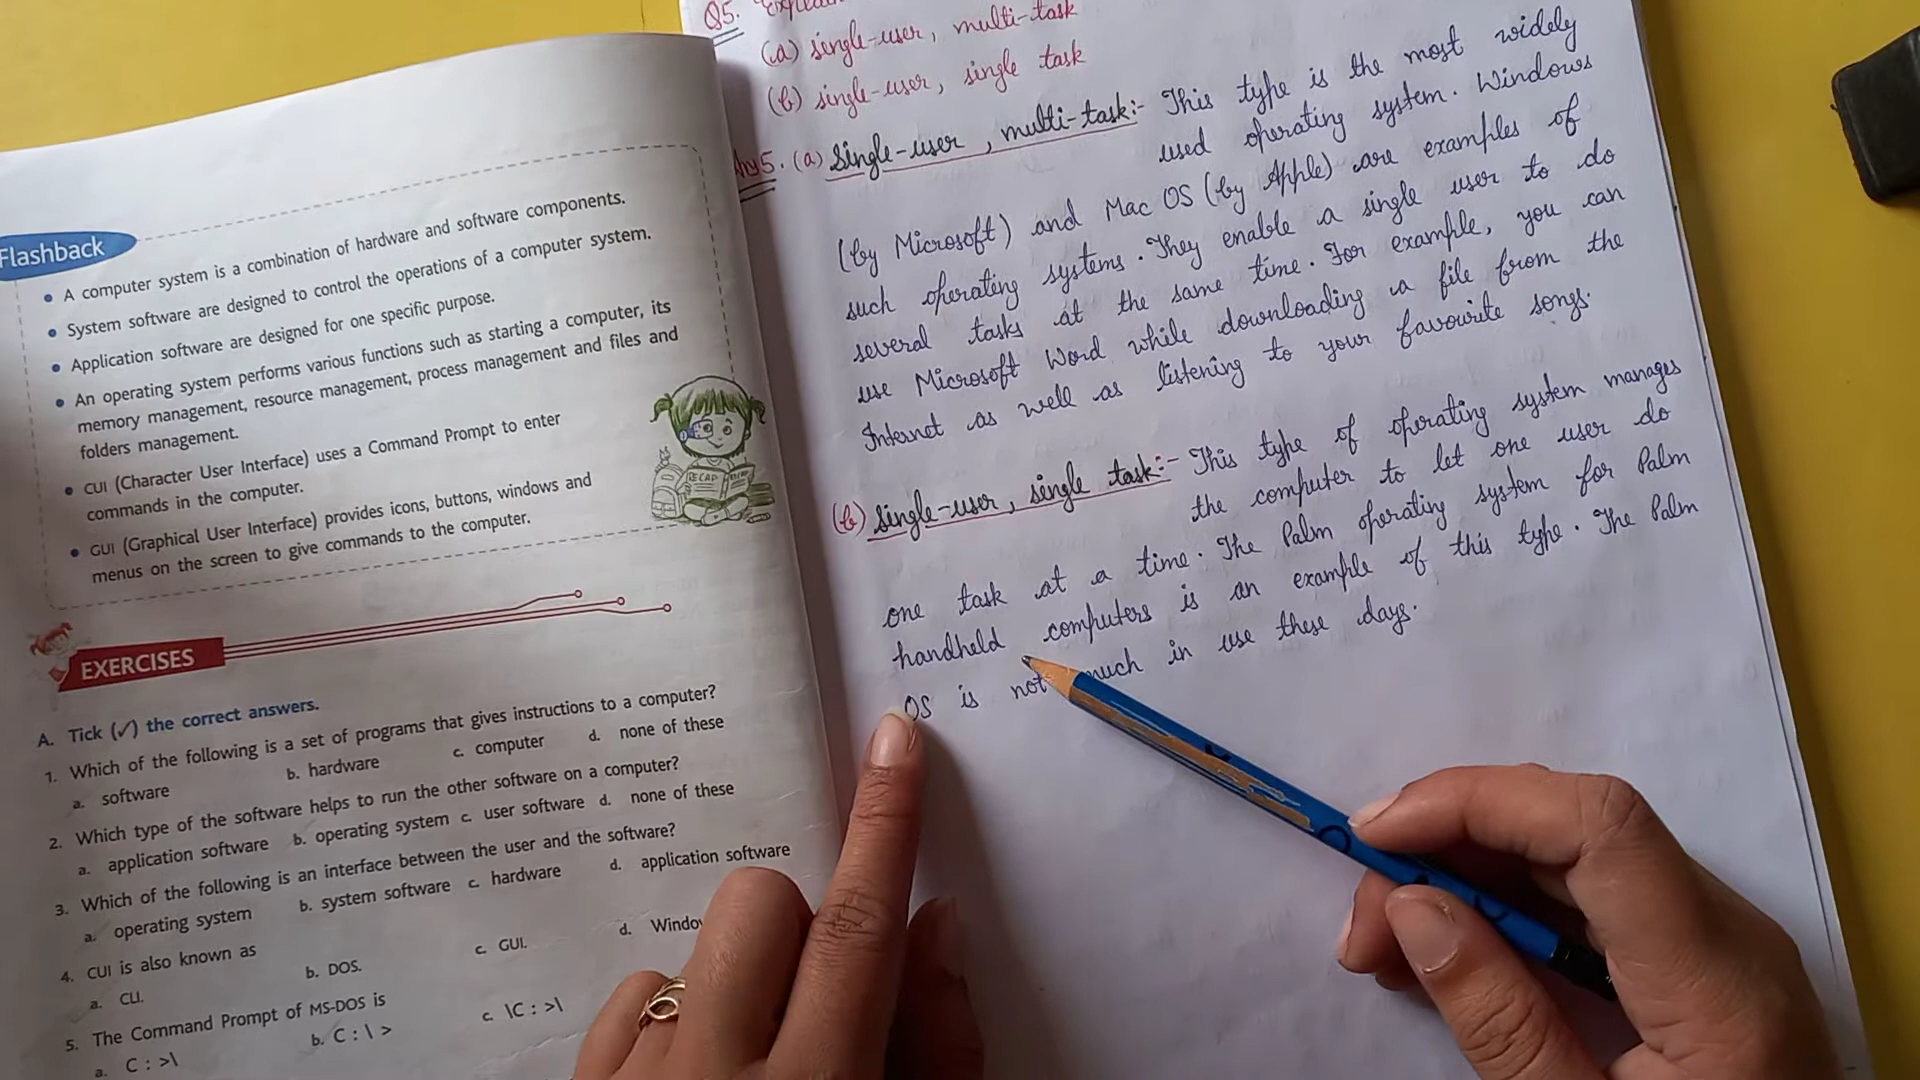 Flashback
• A computer system is a combination of hardware and software components.
• System software are designed to control the operations of a computer system.
• Application software are designed for one specific purpose.
• An operating system performs various functions such as starting a computer, its
memory management, resource management, process management and files and
folders management.
• CUI (Character User Interface) uses a Command Prompt to enter
commands in the computer.
• GUI (Graphical User Interface) provides icons, buttons, windows and
menus on the screen to give commands to the computer.
RECAP
EXERCISES
A. Tick (✓) the correct answers.
1. Which of the following is a set of programs that gives instructions to a computer?
a. software b. hardware c. computer d. none of these
2. Which type of the software helps to run the other software on a computer?
a. application software b. operating system c. user software d. none of these
3. Which of the following is an interface between the user and the software?
a. operating system b. system software c. hardware d. application software
4. CUI is also known as
a. CLI. b. DOS. c. GUI. d.
5. The Command Prompt of MS-DOS is
a. C : >\ b. C : \ > c. \C : >\
Q5.
(a) single-user, multi-task
(b) single-user, single task
Ans5. (a) Single-user, multi-task:- This type is the most widely
used operating system. Windows
(by Microsoft) and Mac OS (by Apple) are examples of
such operating systems. They enable a single user to do
several tasks at the same time. For example, you can
use Microsoft Word while downloading a file from the
Internet as well as listening to your favourite songs.
(b) single-user, single task:- This type of operating system manages
the computer to let one user do
one task at a time. The Palm operating system for Palm
handheld computers is an example of this type. The Palm
OS is not much in use these days.